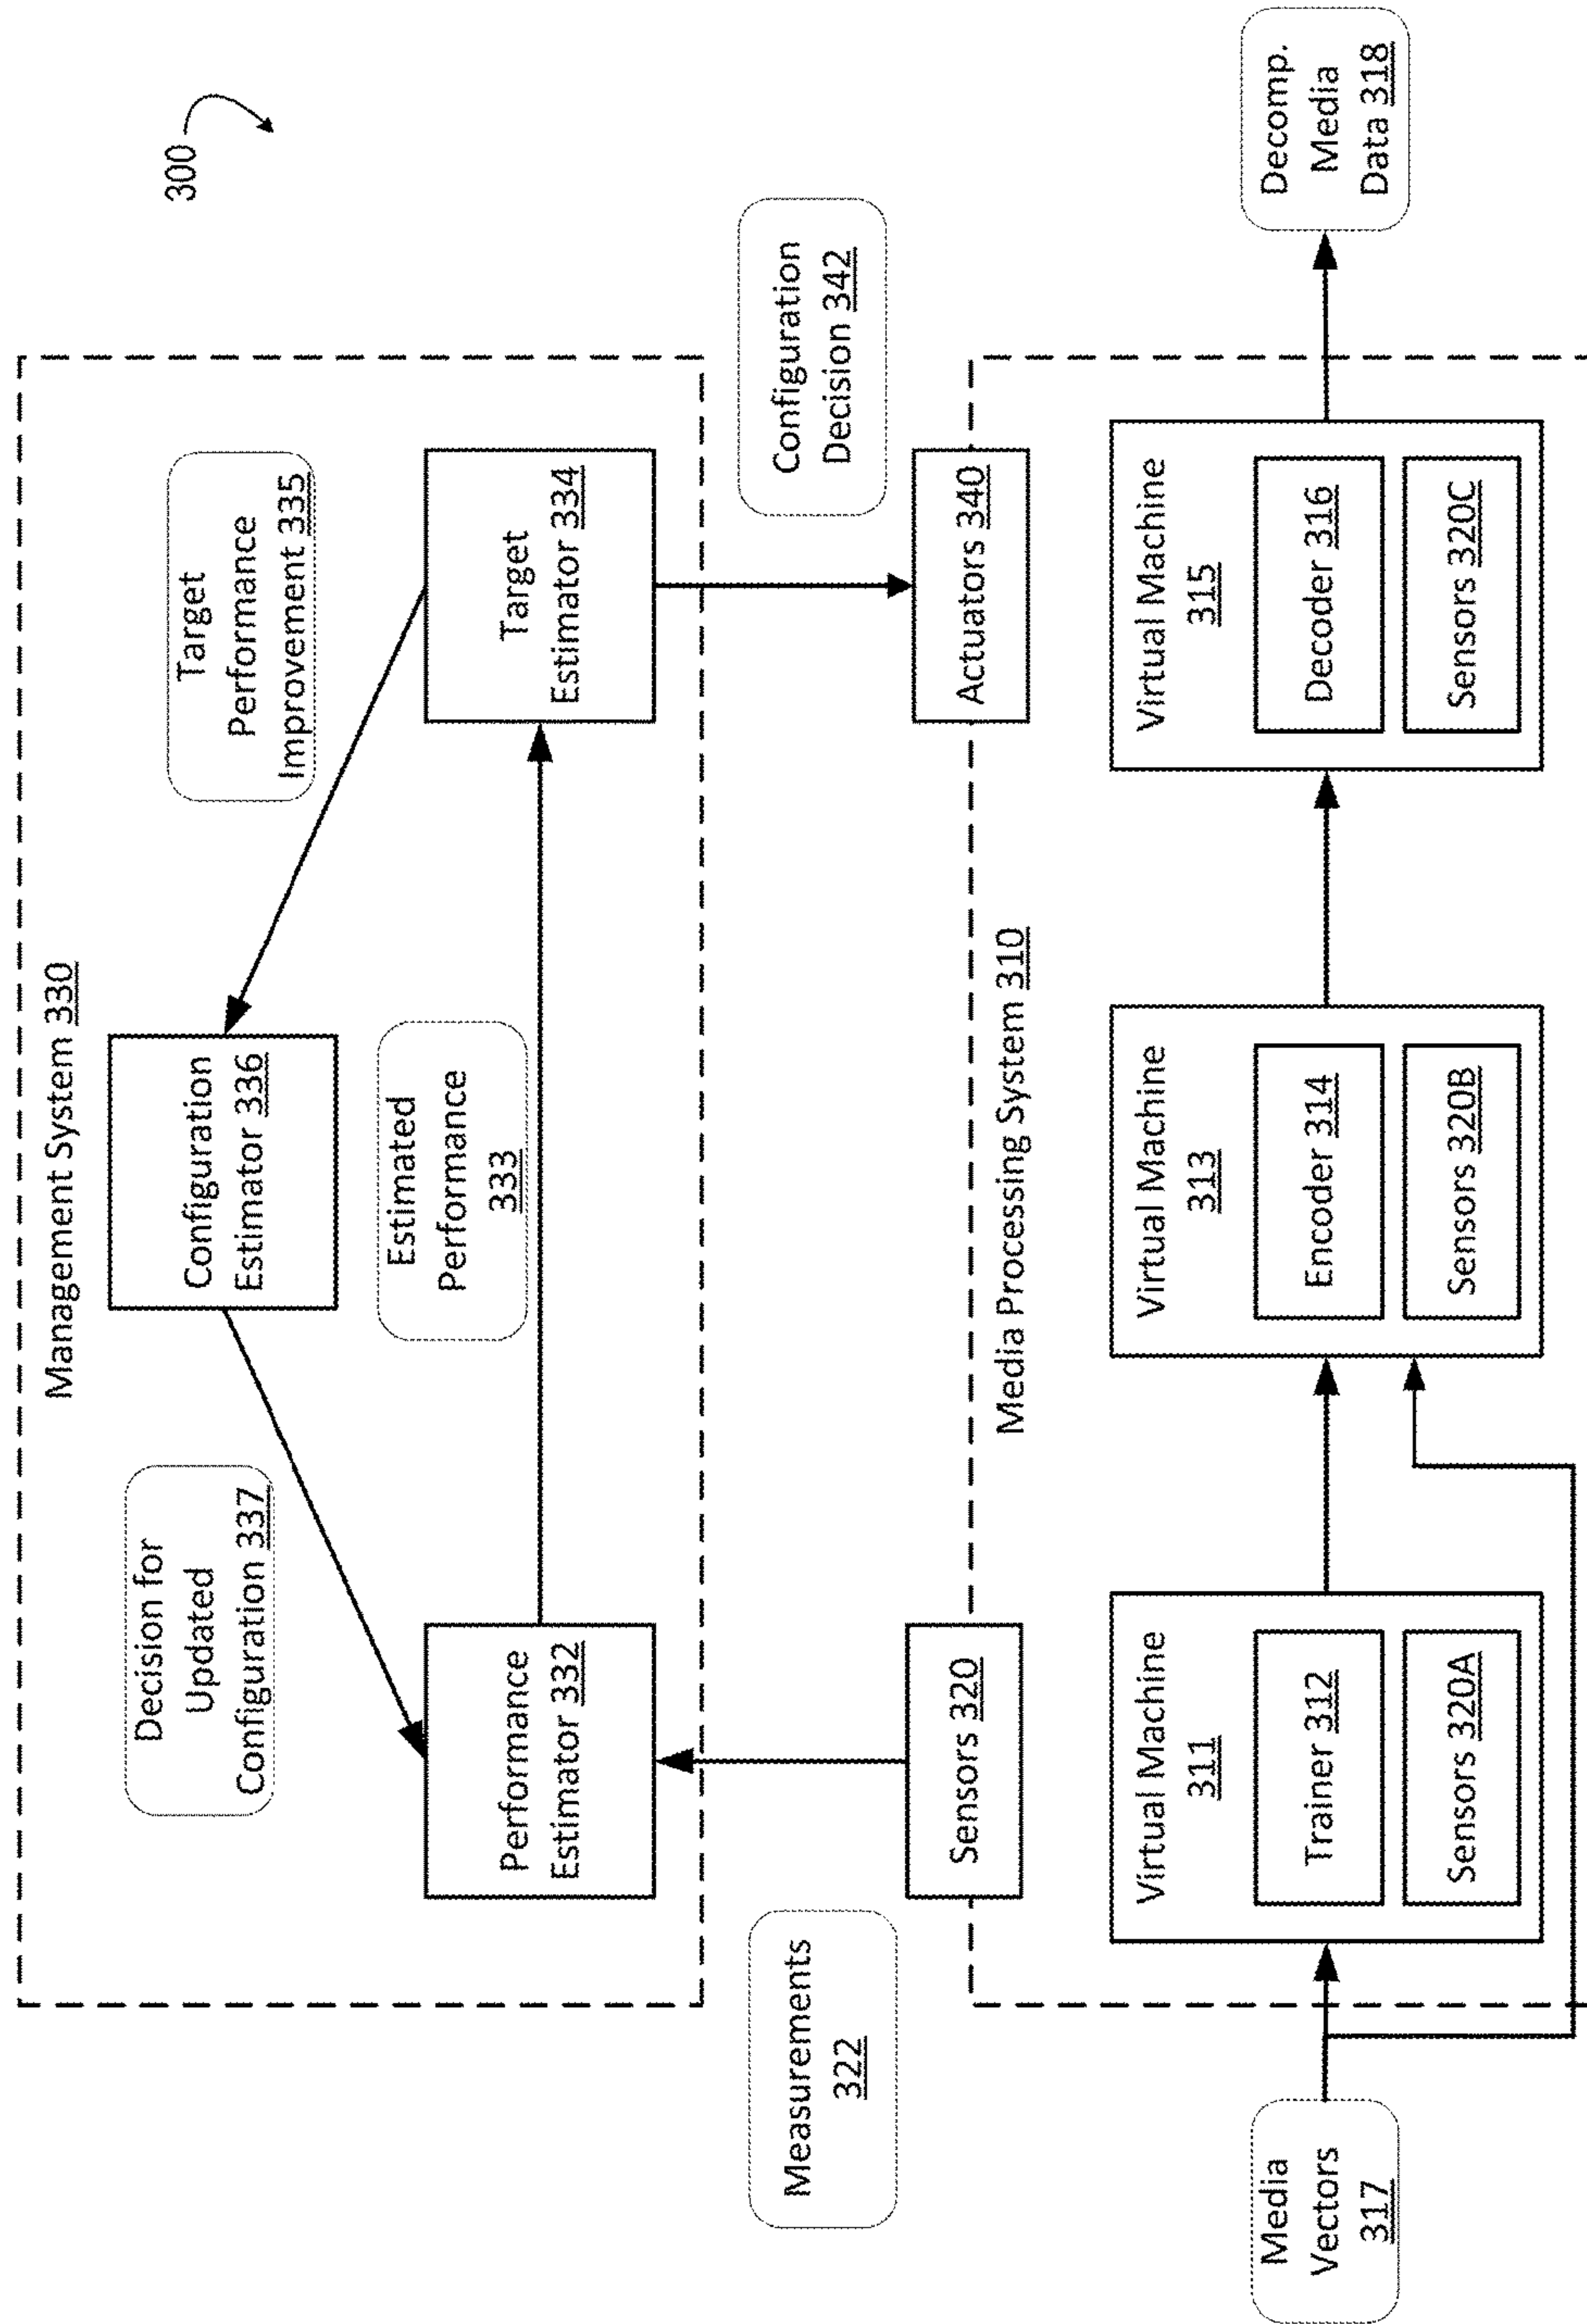 300
Management System 330
Decision for
Updated
Configuration 337
Configuration
Estimator 336
Target
Performance
Improvement 335
Estimated
Performance
333
Performance
Estimator 332
Target
Estimator 334
Measurements
322
Configuration
Decision 342
Sensors 320
Media Processing System 310
Actuators 340
Media
Vectors
317
Virtual Machine
311
Trainer 312
Sensors 320A
Virtual Machine
313
Encoder 314
Sensors 320B
Virtual Machine
315
Decoder 316
Sensors 320C
Decomp.
Media
Data 318